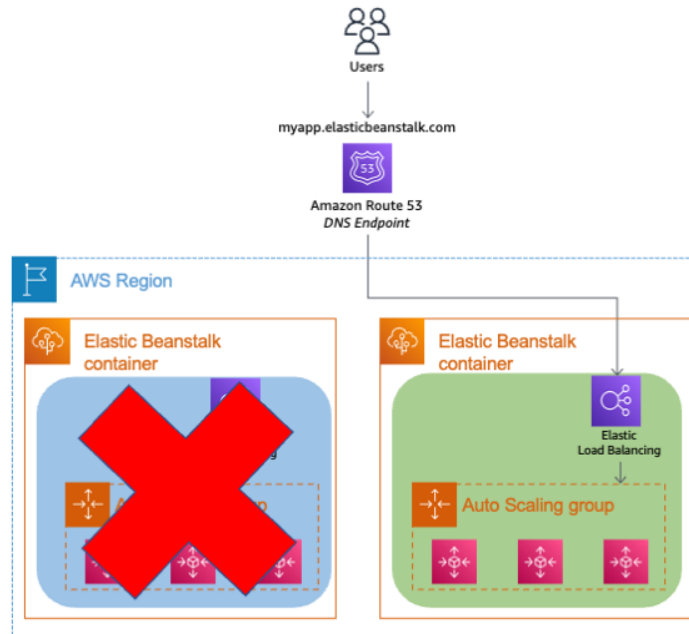 Users
myapp.elasticbeanstalk.com
53
Amazon Route 53
DNS Endpoint
AWS Region
Elastic Beanstalk
container
Elastic Beanstalk
container
Elastic
Load Balancing
Auto Scaling group